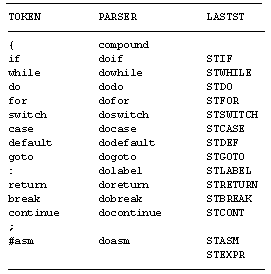 TOKEN PARSER LASTST
{ compound
if doif STIF
while dowhile STWHILE
do dodo STDO
for dofor STFOR
switch doswitch STSWITCH
case docase STCASE
default dodefault STDEF
goto dogoto STGOTO
: dolabel STLABEL
return doreturn STRETURN
break dobreak STBREAK
continue docontinue STCONT
;
#asm doasm STASM
STEXPR